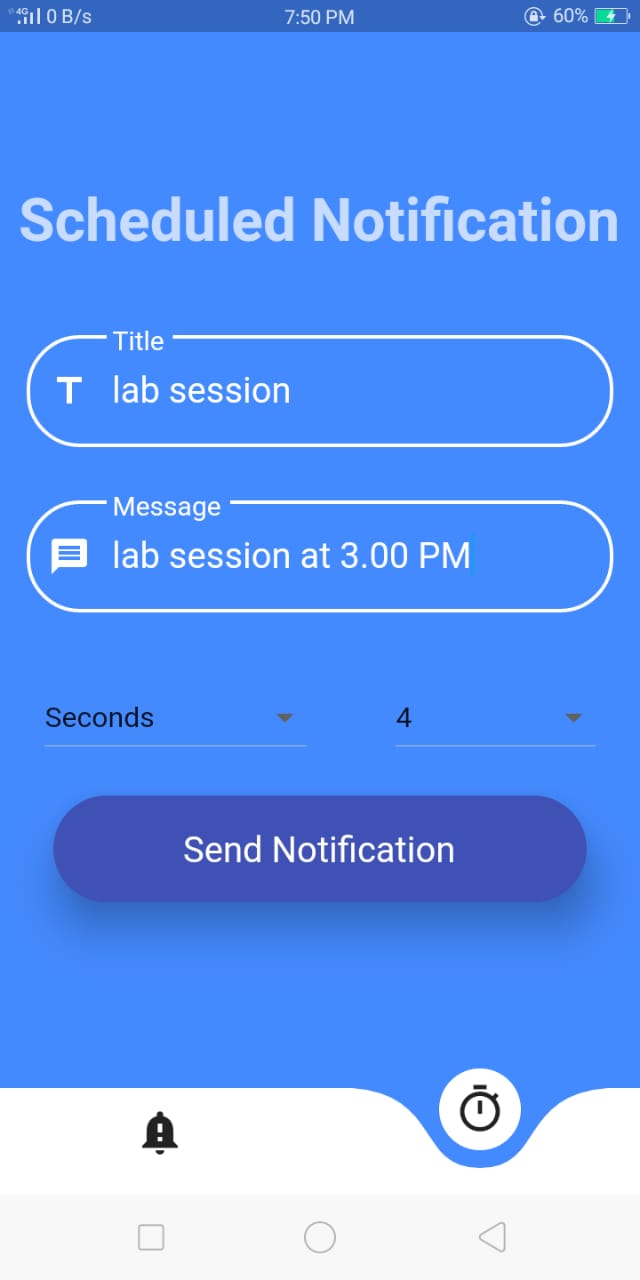 4G 0 B/s 7:50 PM 60%
Scheduled Notification
Title
lab session
Message
lab session at 3.00 PM
Seconds 4
Send Notification